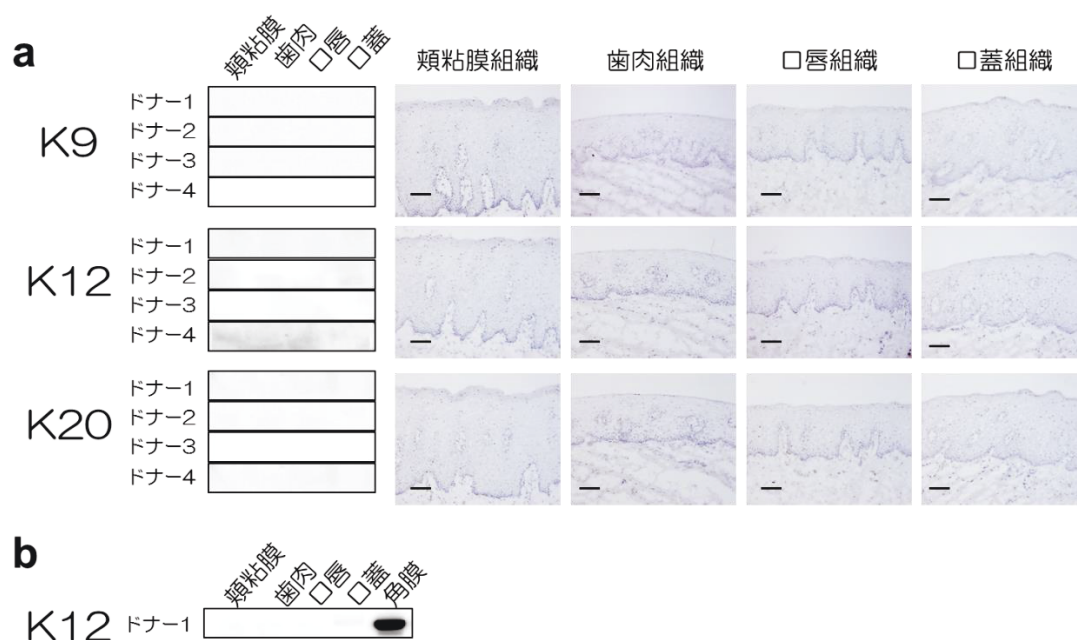 a
頬粘膜 歯肉 口唇 口蓋
頬粘膜組織 歯肉組織 口唇組織 口蓋組織
K9
ドナー1
ドナー2
ドナー3
ドナー4
K12
ドナー1
ドナー2
ドナー3
ドナー4
K20
ドナー1
ドナー2
ドナー3
ドナー4
b
頬粘膜 歯肉 口唇 口蓋 角膜
K12 ドナー1